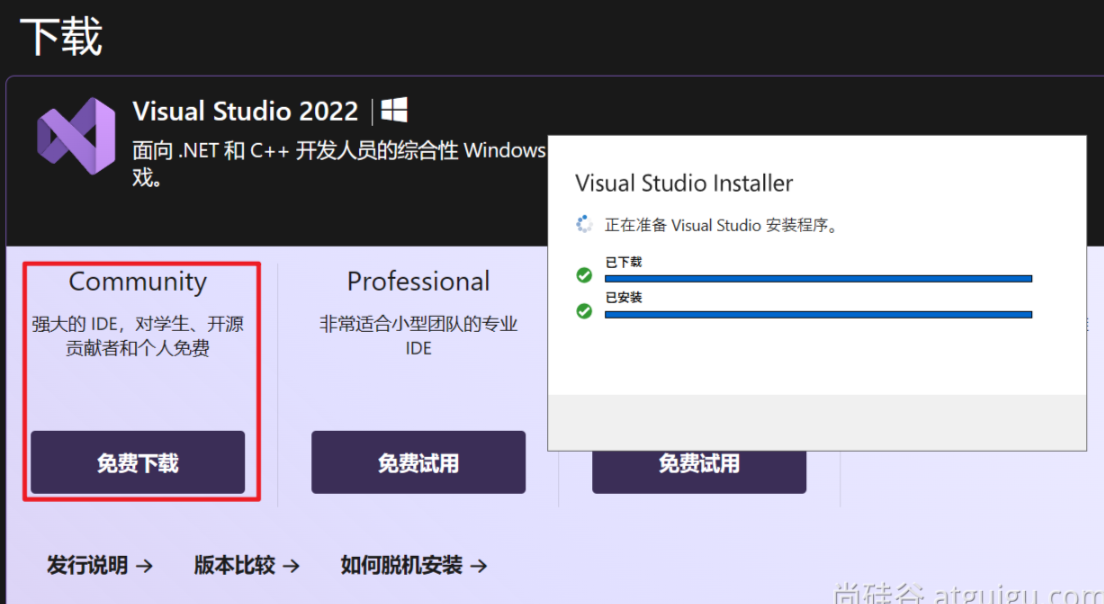 下载
Visual Studio 2022
面向 .NET 和 C++ 开发人员的综合性 Windows
戏。
Visual Studio Installer
正在准备 Visual Studio 安装程序。
已下载
已安装
Community
强大的 IDE，对学生、开源
贡献者和个人免费
免费下载
Professional
非常适合小型团队的专业
IDE
免费试用
免费试用
发行说明 →
版本比较 →
如何脱机安装 →
尚硅谷 atguigu.com